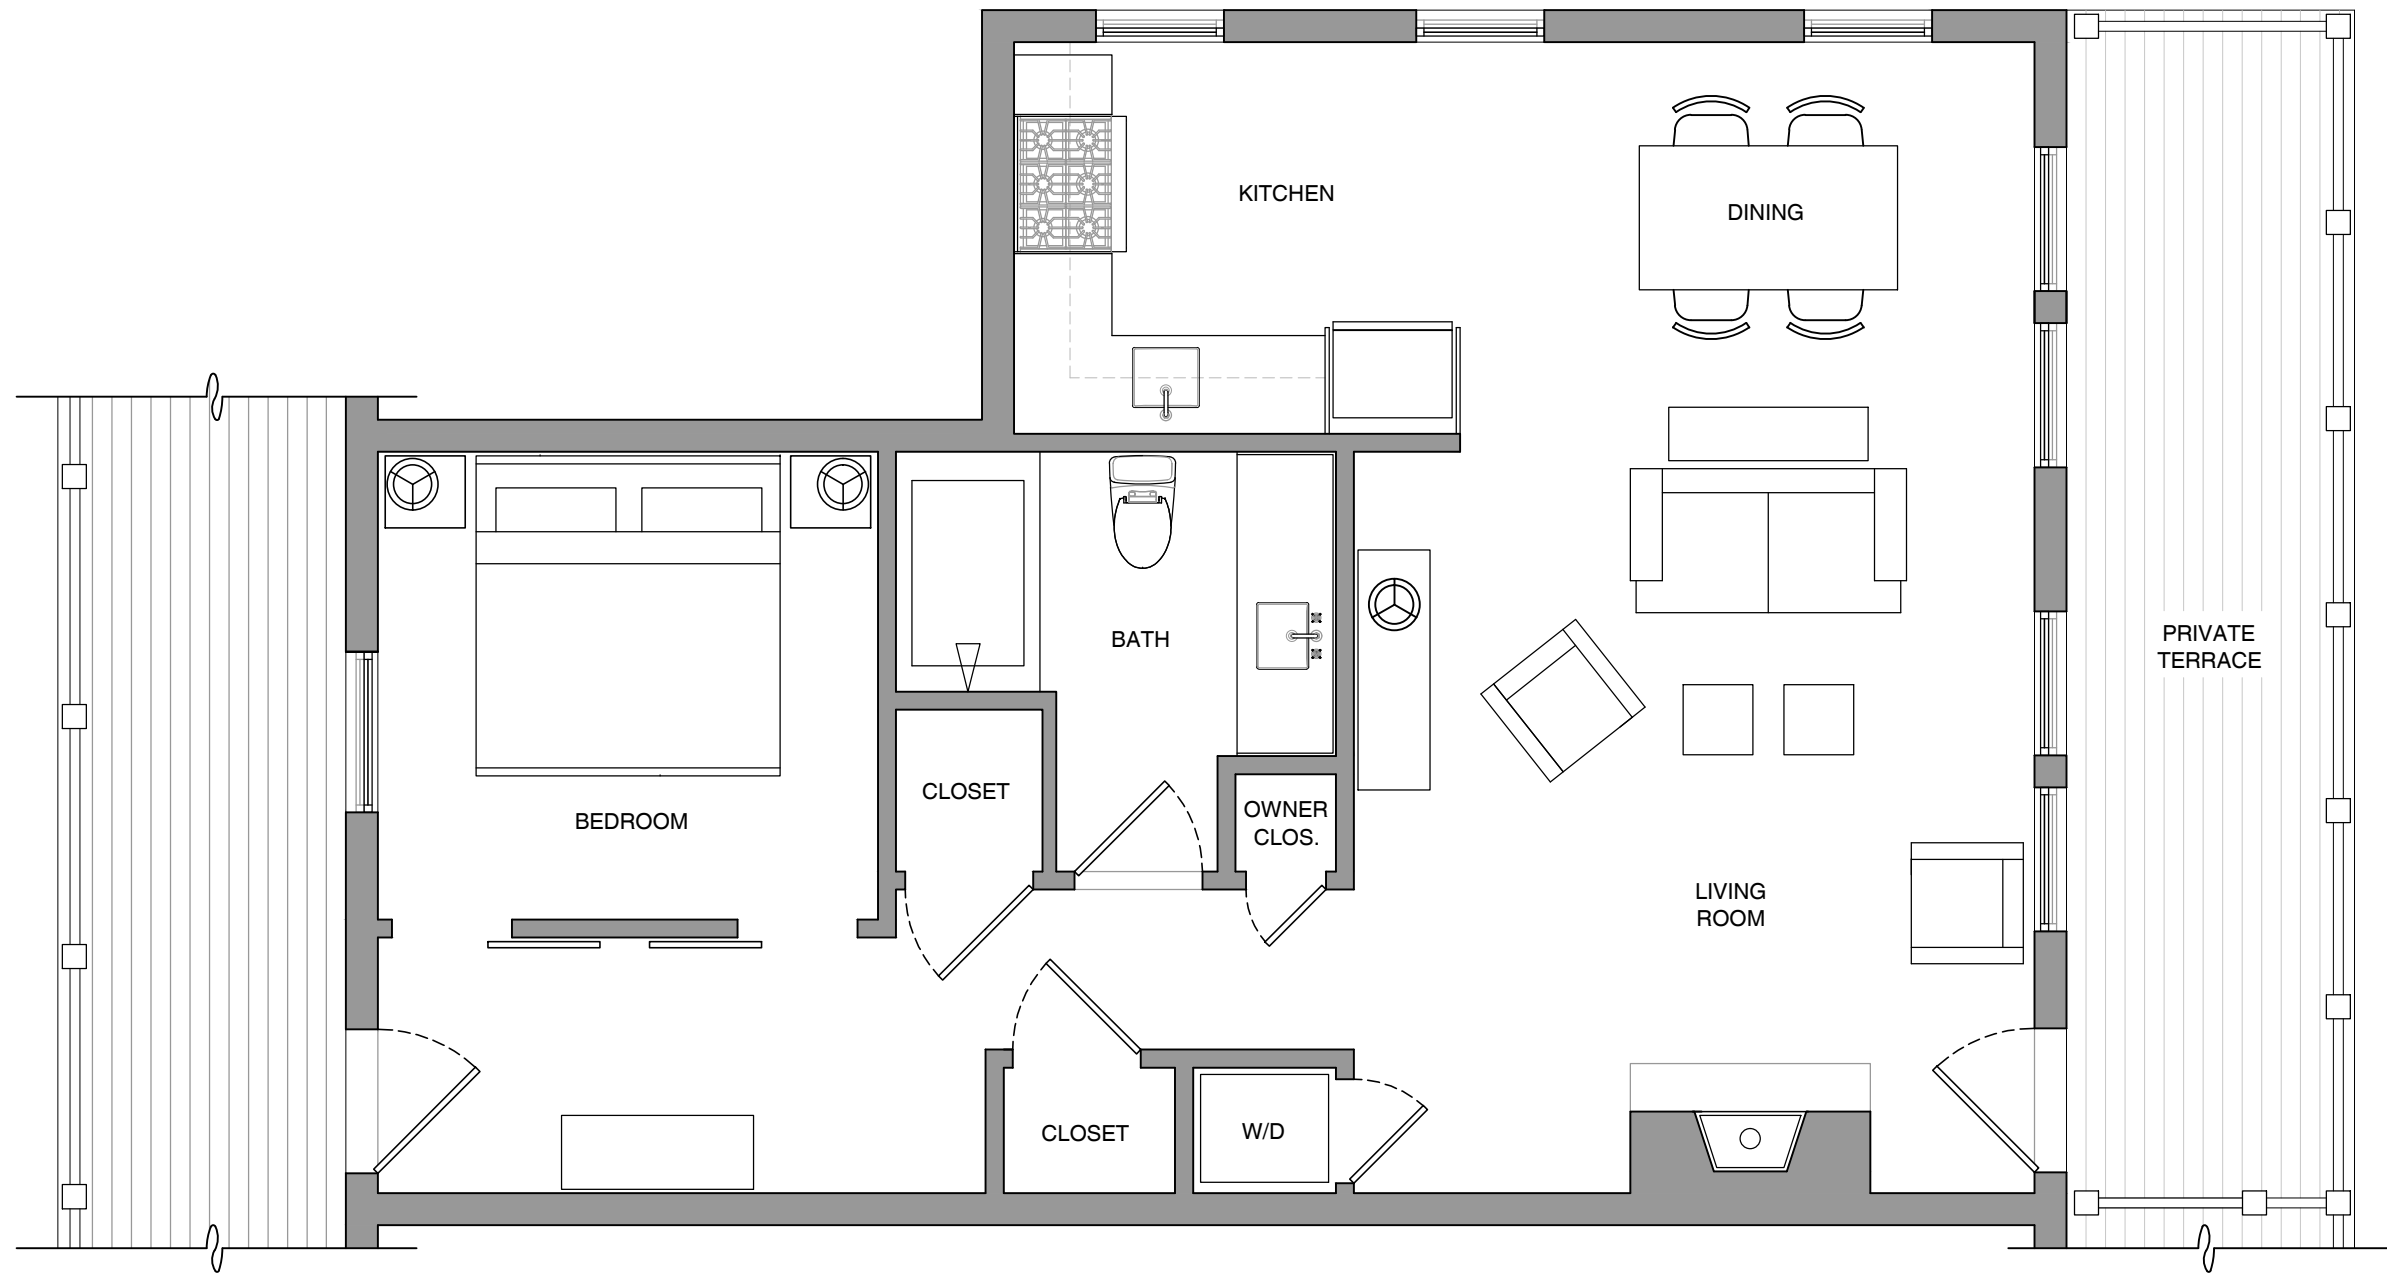 KITCHEN
DINING
BATH
PRIVATE
TERRACE
CLOSET
BEDROOM
OWNER
CLOS.
LIVING
ROOM
CLOSET
W/D